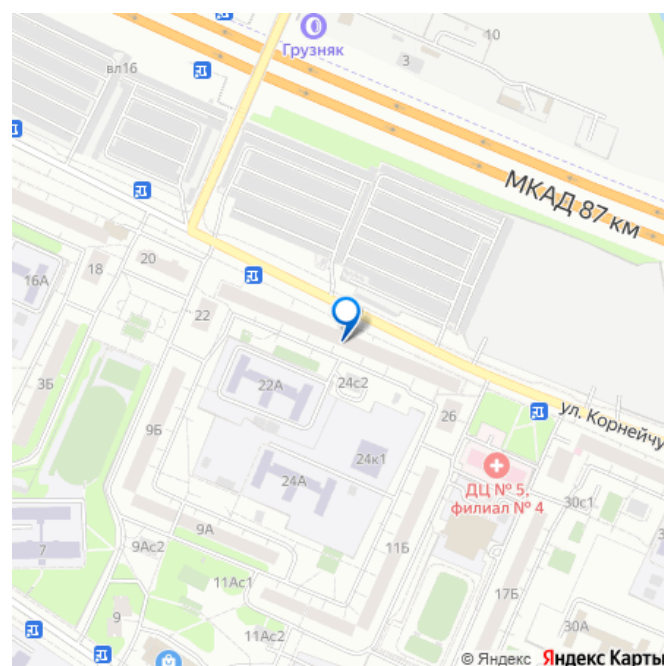 10
Грузняк
3
вл16
МКАД 87 км
20
18
16А
22
3Б
22А
24с2
ул. Корнейчу
26
9Б
24к1
24А
ДЦ № 5,
филиал № 4
30с1
3
9А
9Ас2
7
11Б
11Ас1
17Б
9
11Ас2
30А
© Яндекс Яндекс Карты